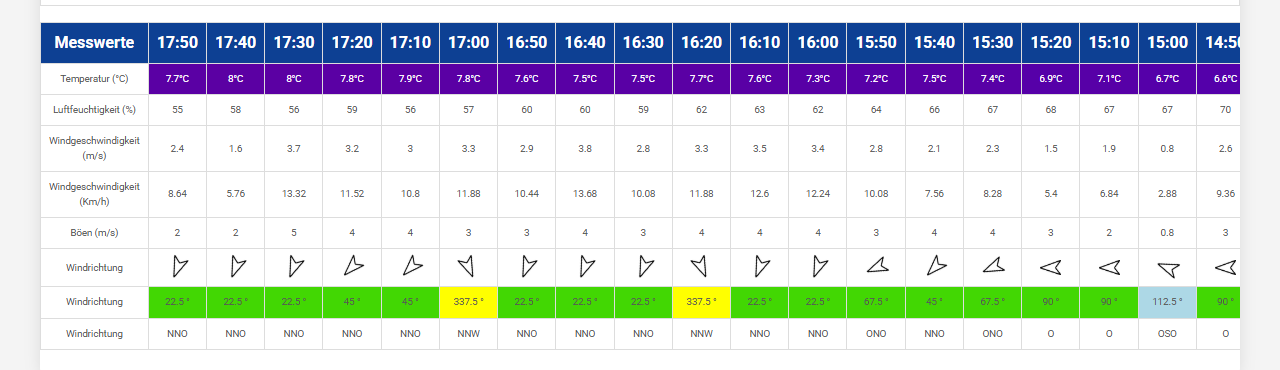 Messwerte 17:50 17:40 17:30 17:20 17:10 17:00 16:50 16:40 16:30 16:20 16:10 16:00 15:50 15:40 15:30 15:20 15:10 15:00 14:50
Temperatur (°C) 7.7°C 8°C 8°C 7.8°C 7.9°C 7.8°C 7.6°C 7.5°C 7.5°C 7.7°C 7.6°C 7.3°C 7.2°C 7.5°C 7.4°C 6.9°C 7.1°C 6.7°C 6.6°C
Luftfeuchtigkeit (%) 55 58 56 59 56 57 60 60 59 62 63 62 64 66 67 68 67 67 70
Windgeschwindigkeit
(m/s) 2.4 1.6 3.7 3.2 3 3.3 2.9 3.8 2.8 3.3 3.5 3.4 2.8 2.1 2.3 1.5 1.9 0.8 2.6
Windgeschwindigkeit
(Km/h) 8.64 5.76 13.32 11.52 10.8 11.88 10.44 13.68 10.08 11.88 12.6 12.24 10.08 7.56 8.28 5.4 6.84 2.88 9.36
Böen (m/s) 2 2 5 4 4 3 3 4 3 4 4 4 3 4 4 3 2 0.8 3
Windrichtung
Windrichtung 22.5 ° 22.5 ° 22.5 ° 45 ° 45 ° 337.5 ° 22.5 ° 22.5 ° 22.5 ° 337.5 ° 22.5 ° 22.5 ° 67.5 ° 45 ° 67.5 ° 90 ° 90 ° 112.5 ° 90 °
Windrichtung NNO NNO NNO NNO NNO NNW NNO NNO NNO NNW NNO NNO ONO NNO ONO O O OSO O